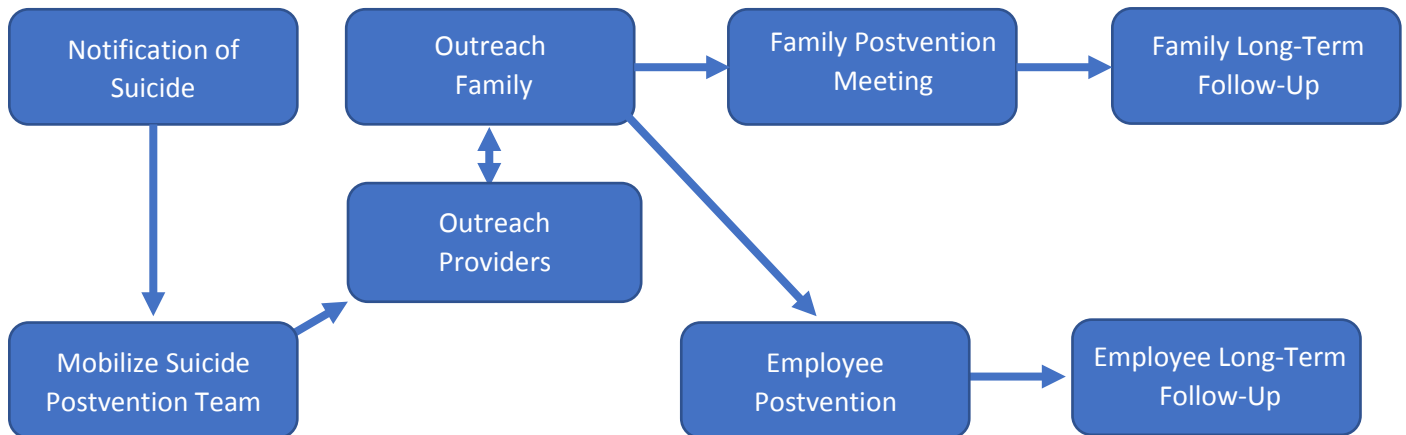 Notification of
Suicide
Outreach
Family
Family Postvention
Meeting
Family Long-Term
Follow-Up
Outreach
Providers
Mobilize Suicide
Postvention Team
Employee
Postvention
Employee Long-Term
Follow-Up